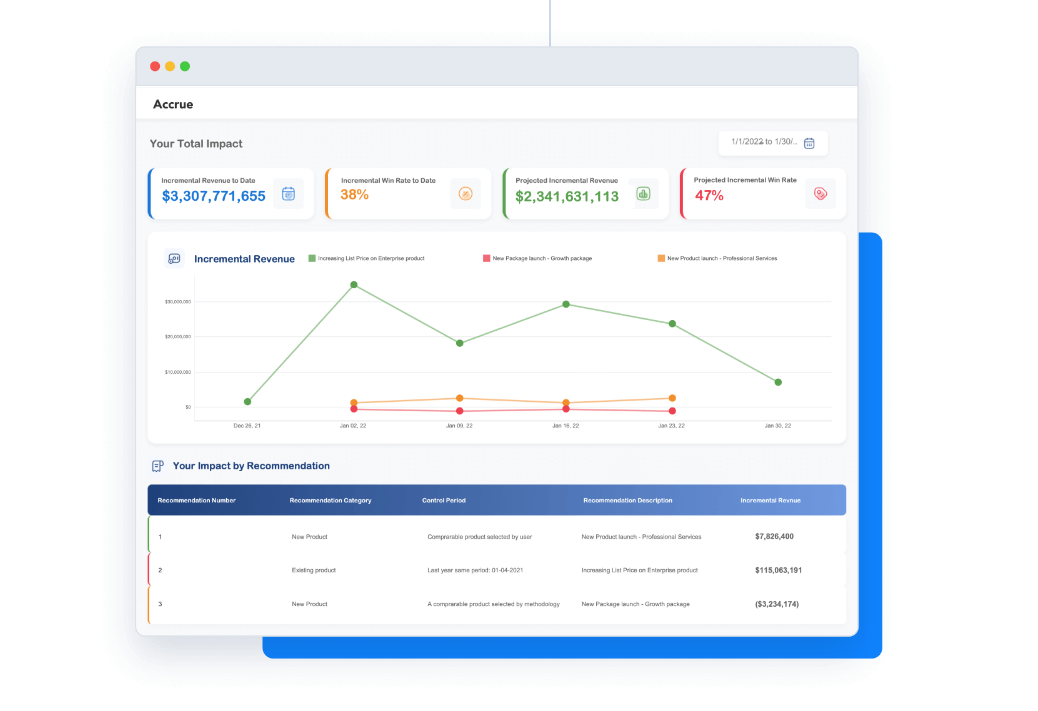 Accrue
Your Total Impact
1/1/2022 to 1/30/..
Incremental Revenue to Date
$3,307,771,655
Incremental Win Rate to Date
38%
Projected Incremental Revenue
$2,341,631,113
Projected Incremental Win Rate
47%
Incremental Revenue
Increasing List Price on Enterprise product
New Package launch - Growth package
New Product launch - Professional Services
$30,000,000
$20,000,000
$10,000,000
$0
Dec 26, 21
Jan 02, 22
Jan 09, 22
Jan 16, 22
Jan 23, 22
Jan 30, 22
Your Impact by Recommendation
Recommendation Number Recommendation Category Control Period Recommendation Description Incremental Revnue
1 New Product Comprarable product selected by user New Product launch - Professional Services $7,826,400
2 Existing product Last year same period: 01-04-2021 Increasing List Price on Enterprise product $115,063,191
3 New Product A comprarable product selected by methodology New Package launch - Growth package ($3,234,174)